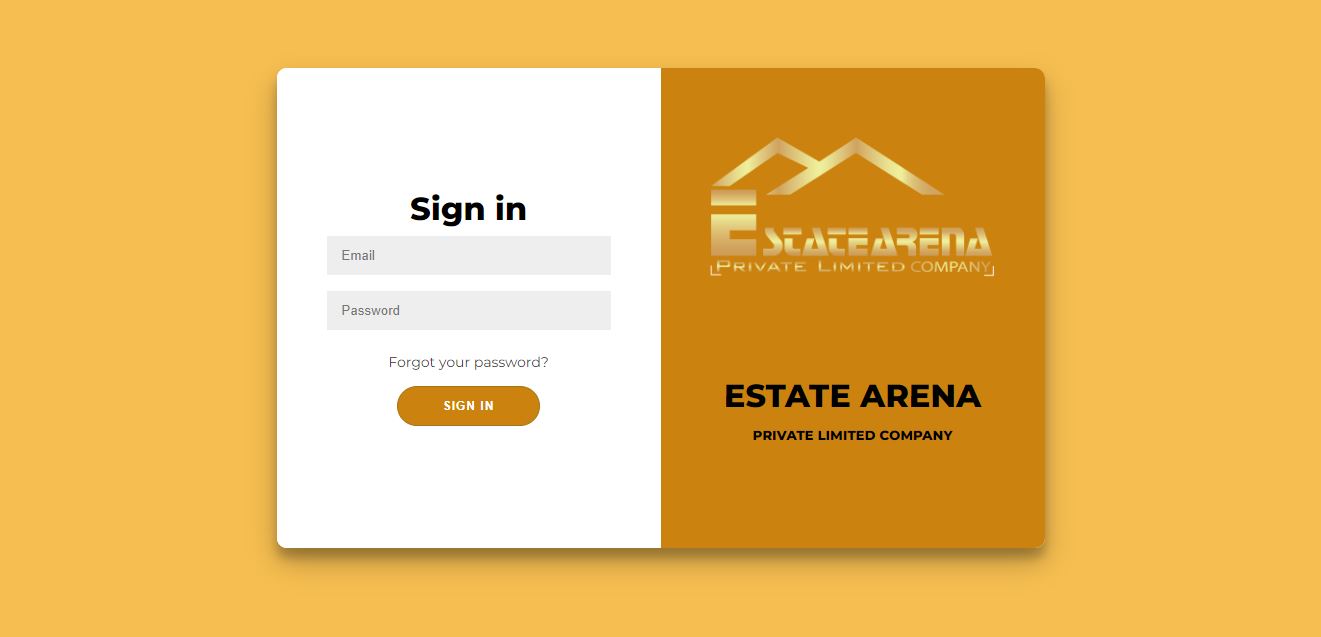 Sign in
Email
Password
Forgot your password?
SIGN IN
ESTATEARENA
PRIVATE LIMITED COMPANY
ESTATE ARENA
PRIVATE LIMITED COMPANY